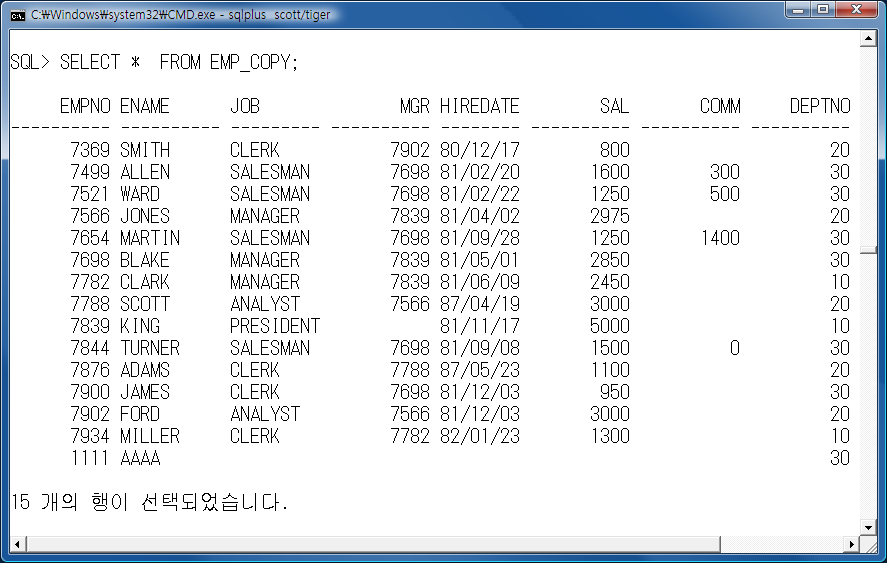 C:₩Windows₩system32₩CMD.exe - sqlplus  scott/tiger
SQL> SELECT *  FROM EMP_COPY;
     EMPNO ENAME      JOB              MGR HIREDATE        SAL       COMM     DEPTNO
---------- ---------- --------- ---------- -------- ---------- ---------- ----------
      7369 SMITH      CLERK           7902 80/12/17        800                    20
      7499 ALLEN      SALESMAN        7698 81/02/20       1600        300         30
      7521 WARD       SALESMAN        7698 81/02/22       1250        500         30
      7566 JONES      MANAGER         7839 81/04/02       2975                    20
      7654 MARTIN     SALESMAN        7698 81/09/28       1250       1400         30
      7698 BLAKE      MANAGER         7839 81/05/01       2850                    30
      7782 CLARK      MANAGER         7839 81/06/09       2450                    10
      7788 SCOTT      ANALYST         7566 87/04/19       3000                    20
      7839 KING       PRESIDENT            81/11/17       5000                    10
      7844 TURNER     SALESMAN        7698 81/09/08       1500          0         30
      7876 ADAMS      CLERK           7788 87/05/23       1100                    20
      7900 JAMES      CLERK           7698 81/12/03        950                    30
      7902 FORD       ANALYST         7566 81/12/03       3000                    20
      7934 MILLER     CLERK           7782 82/01/23       1300                    10
      1111 AAAA                                                                   30
15 개의 행이 선택되었습니다.